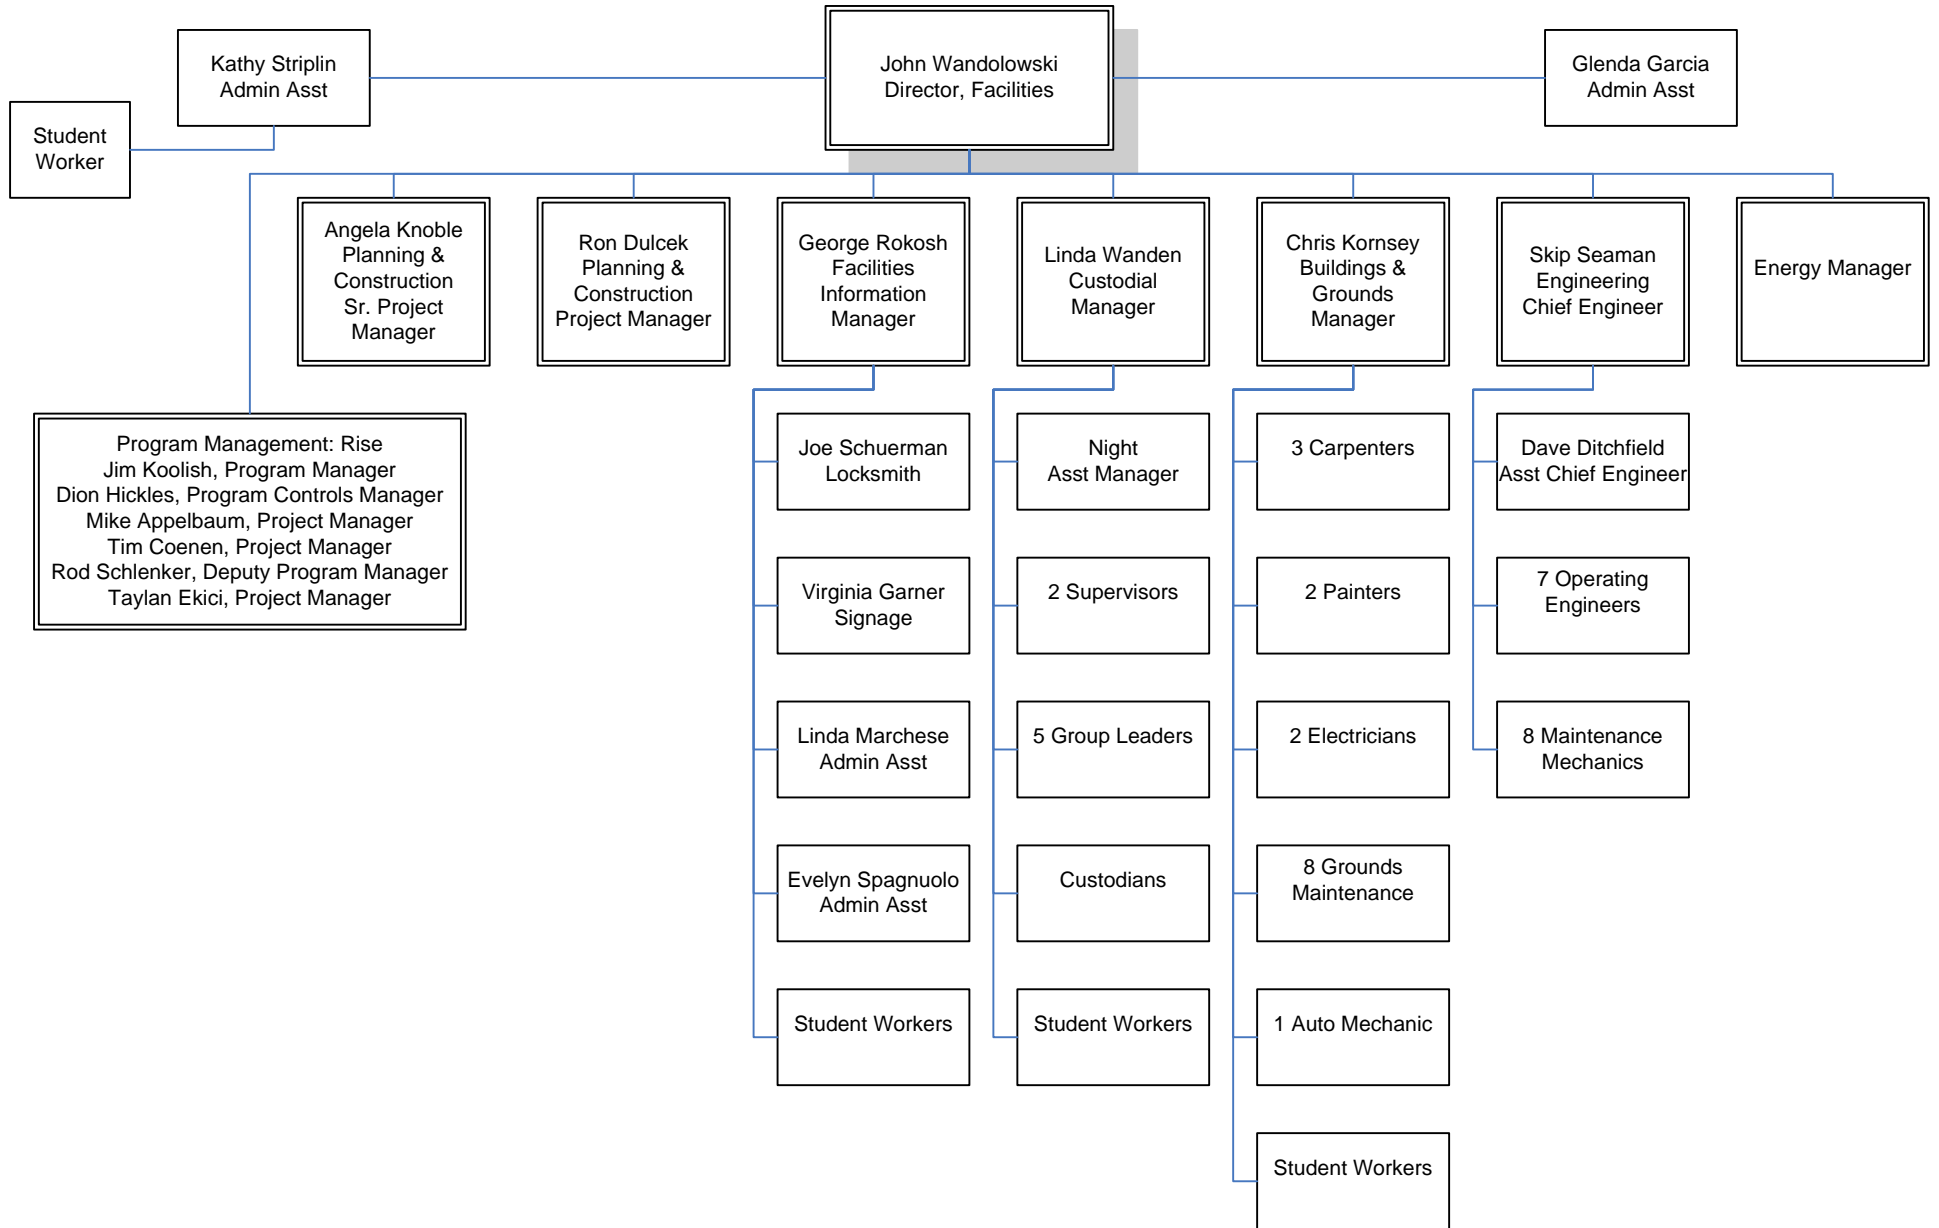 Kathy Striplin
Admin Asst
John Wandolowski
Director, Facilities
Glenda Garcia
Admin Asst
Student
Worker
Angela Knoble
Planning &
Construction
Sr. Project
Manager
Ron Dulcek
Planning &
Construction
Project Manager
George Rokosh
Facilities
Information
Manager
Linda Wanden
Custodial
Manager
Chris Kornsey
Buildings &
Grounds
Manager
Skip Seaman
Engineering
Chief Engineer
Energy Manager
Program Management: Rise
Jim Koolish, Program Manager
Dion Hickles, Program Controls Manager
Mike Appelbaum, Project Manager
Tim Coenen, Project Manager
Rod Schlenker, Deputy Program Manager
Taylan Ekici, Project Manager
Joe Schuerman
Locksmith
Virginia Garner
Signage
Linda Marchese
Admin Asst
Evelyn Spagnuolo
Admin Asst
Student Workers
Night
Asst Manager
2 Supervisors
5 Group Leaders
Custodians
Student Workers
3 Carpenters
2 Painters
2 Electricians
8 Grounds
Maintenance
1 Auto Mechanic
Student Workers
Dave Ditchfield
Asst Chief Engineer
7 Operating
Engineers
8 Maintenance
Mechanics